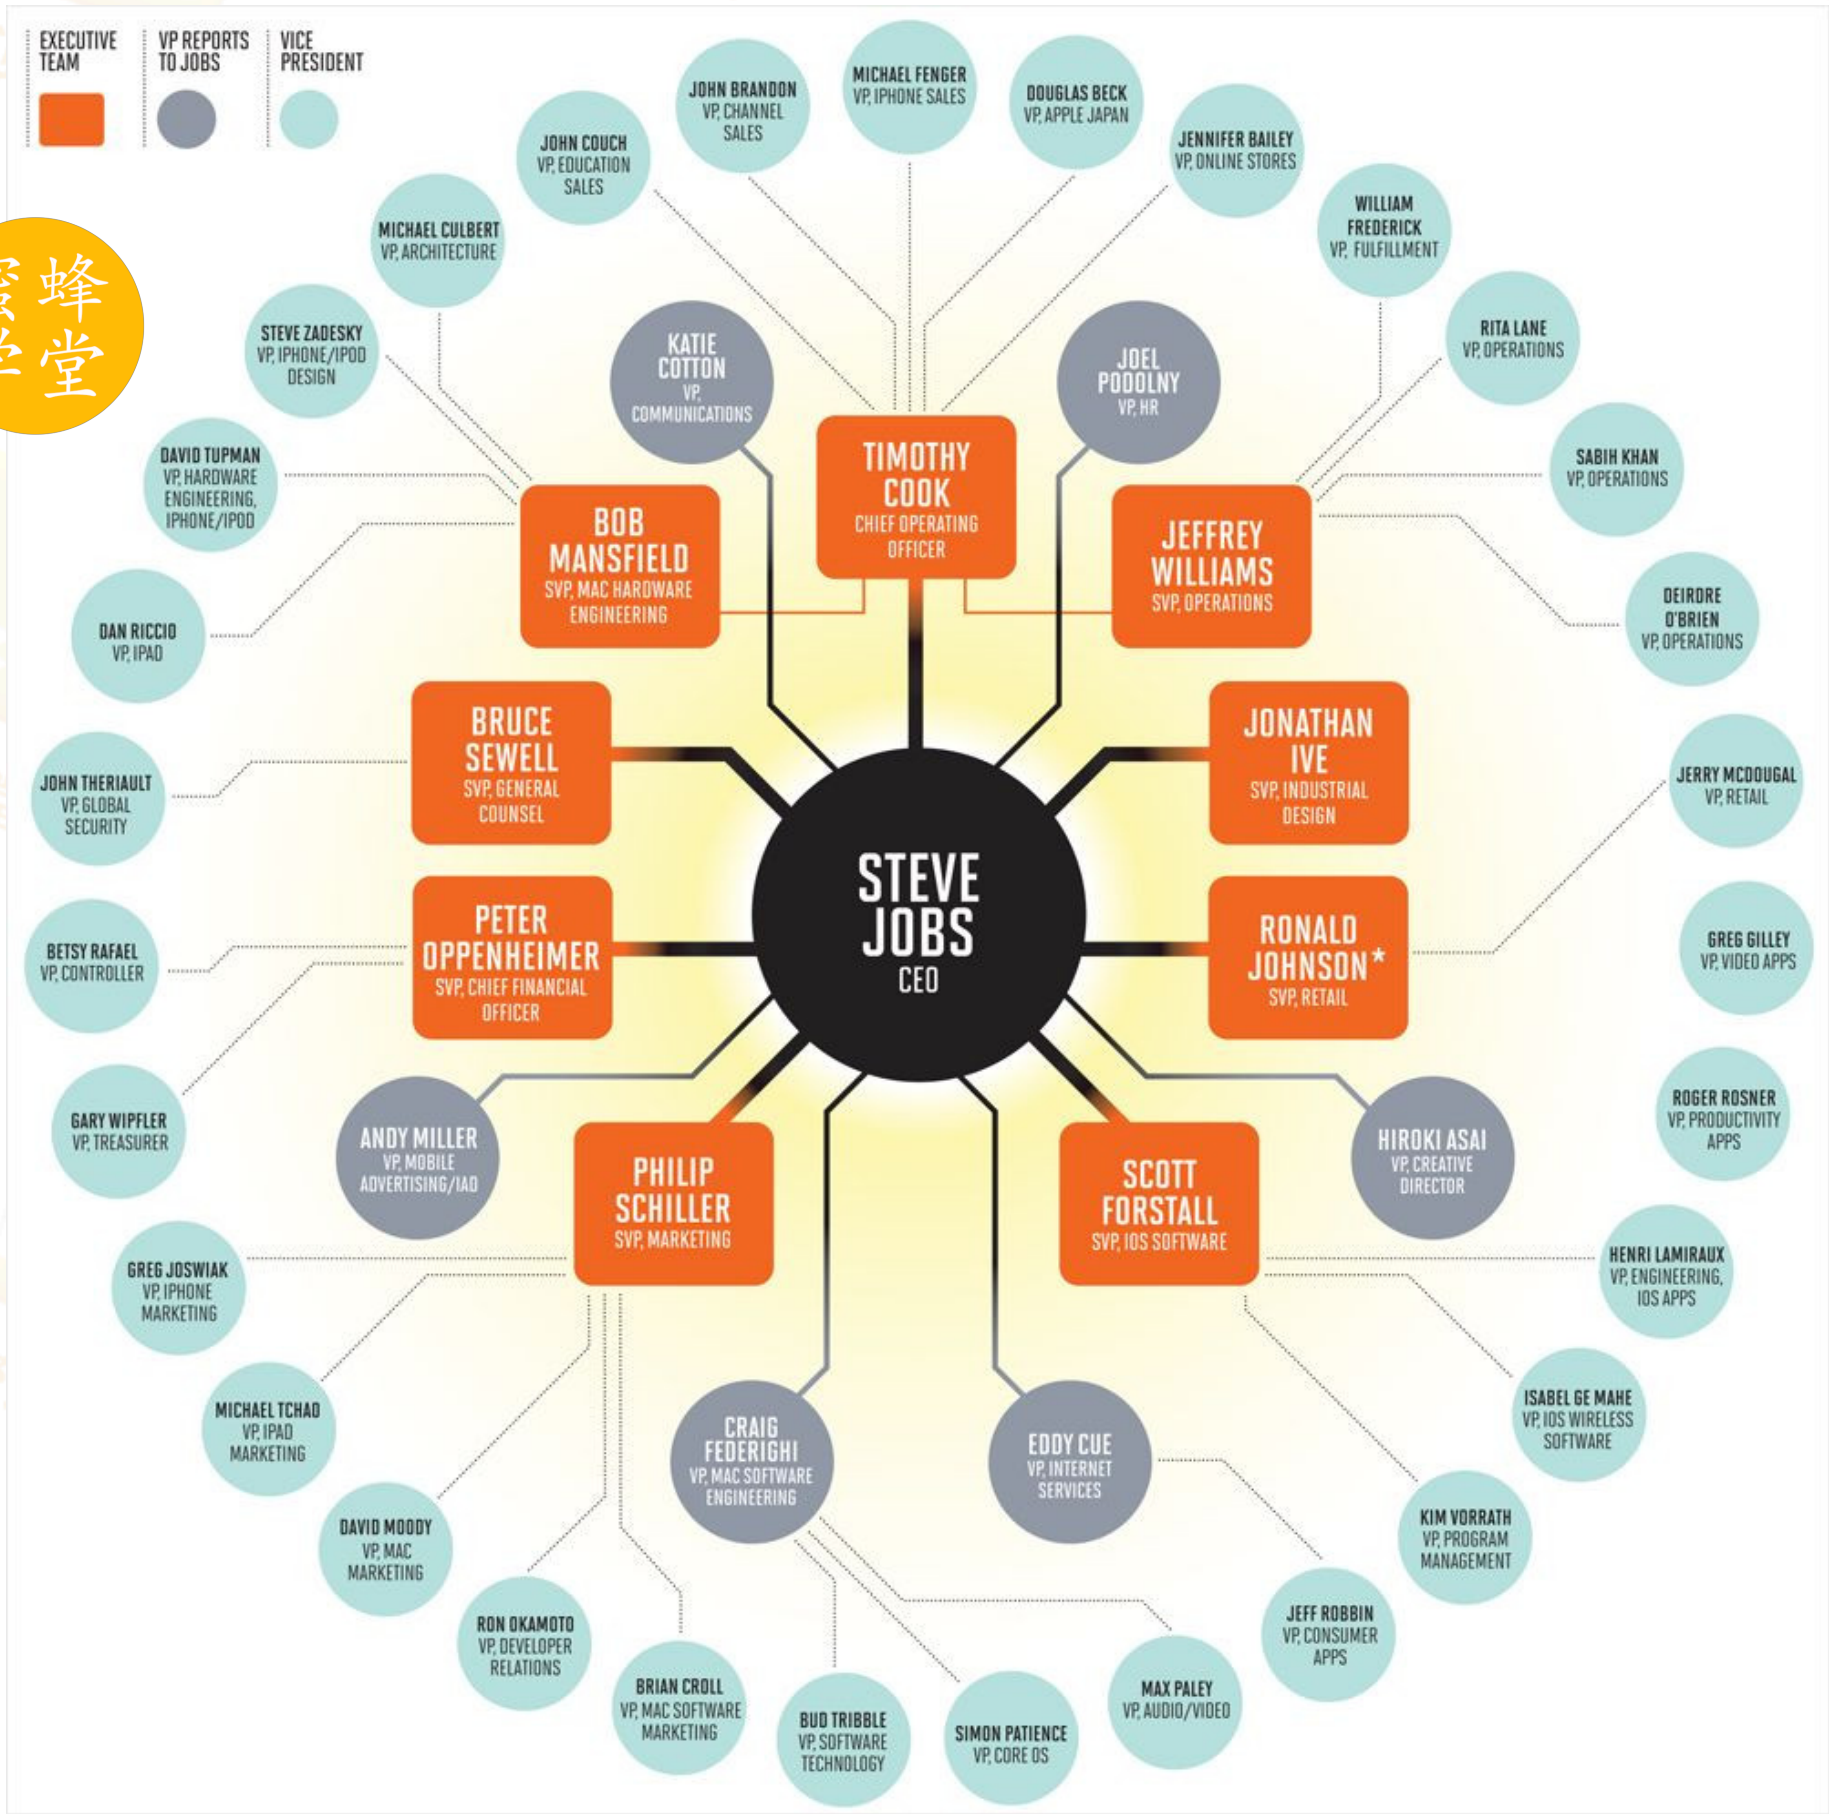 EXECUTIVE
TEAM
VP REPORTS
TO JOBS
VICE
PRESIDENT
蜂
堂
JOHN BRANDON
VP, CHANNEL
SALES
MICHAEL FENGER
VP, IPHONE SALES
DOUGLAS BECK
VP, APPLE JAPAN
JOHN COUCH
VP, EDUCATION
SALES
JENNIFER BAILEY
VP, ONLINE STORES
MICHAEL CULBERT
VP, ARCHITECTURE
WILLIAM
FREDERICK
VP, FULFILLMENT
STEVE ZADESKY
VP, IPHONE/IPOD
DESIGN
RITA LANE
VP, OPERATIONS
KATIE
COTTON
VP,
COMMUNICATIONS
JOEL
PODOLNY
VP, HR
DAVID TUPMAN
VP, HARDWARE
ENGINEERING,
IPHONE/IPOD
TIMOTHY
COOK
CHIEF OPERATING
OFFICER
SABIH KHAN
VP, OPERATIONS
BOB
MANSFIELD
SVP, MAC HARDWARE
ENGINEERING
JEFFREY
WILLIAMS
SVP, OPERATIONS
DAN RICCIO
VP, IPAD
DEIRDRE
O'BRIEN
VP, OPERATIONS
BRUCE
SEWELL
SVP, GENERAL
COUNSEL
JONATHAN
IVE
SVP, INDUSTRIAL
DESIGN
JOHN THERIAULT
VP, GLOBAL
SECURITY
JERRY MCDOUGAL
VP, RETAIL
STEVE
JOBS
CEO
PETER
OPPENHEIMER
SVP, CHIEF FINANCIAL
OFFICER
RONALD
JOHNSON*
SVP, RETAIL
BETSY RAFAEL
VP, CONTROLLER
GREG GILLEY
VP, VIDEO APPS
GARY WIPFLER
VP, TREASURER
ROGER ROSNER
VP, PRODUCTIVITY
APPS
ANDY MILLER
VP, MOBILE
ADVERTISING/IAD
HIROKI ASAI
VP, CREATIVE
DIRECTOR
PHILIP
SCHILLER
SVP, MARKETING
SCOTT
FORSTALL
SVP, IOS SOFTWARE
GREG JOSWIAK
VP, IPHONE
MARKETING
HENRI LAMIRAUX
VP, ENGINEERING,
IOS APPS
MICHAEL TCHAO
VP, IPAD
MARKETING
ISABEL GE MAHE
VP, IOS WIRELESS
SOFTWARE
CRAIG
FEDERIGHI
VP, MAC SOFTWARE
ENGINEERING
EDDY CUE
VP, INTERNET
SERVICES
DAVID MOODY
VP, MAC
MARKETING
KIM VORRATH
VP, PROGRAM
MANAGEMENT
RON OKAMOTO
VP, DEVELOPER
RELATIONS
JEFF ROBBIN
VP, CONSUMER
APPS
BRIAN CROLL
VP, MAC SOFTWARE
MARKETING
MAX PALEY
VP, AUDIO/VIDEO
BUD TRIBBLE
VP, SOFTWARE
TECHNOLOGY
SIMON PATIENCE
VP, CORE OS